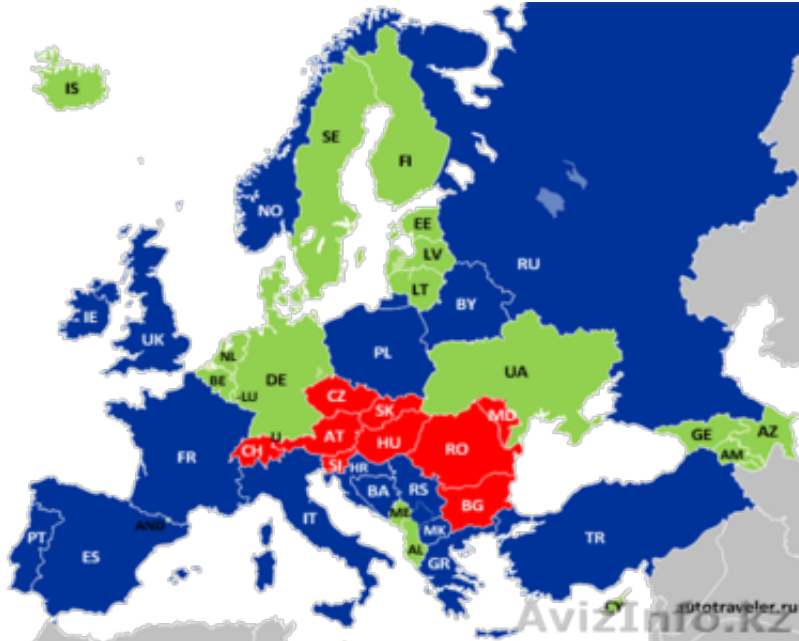 IS
SE
FI
NO
EE
LV
RU
LT
BY
IE
UK
NL
PL
BE
DE
UA
-LU
CZ
SK
MD
AT
HU
GE
AZ
CH
RO
AM
FR
SI
HR
BA
RS
BG
ME
IT
AND
MK
PT
TR
ES
AL
GR
CY
autotraveler.ru
AvizInfo.kz